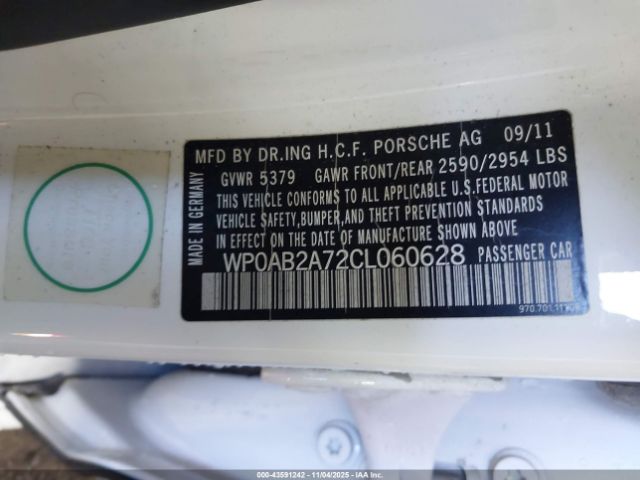 MFD BY DR.ING H.C.F. PORSCHE AG 09/11
GVWR 5379 GAWR FRONT/REAR 2590/2954 LBS
THIS VEHICLE CONFORMS TO ALL APPLICABLE U.S.FEDERAL MOTOR
VEHICLE SAFETY,BUMPER,AND THEFT PREVENTION STANDARDS
IN EFFECT ON THE DATE OF MANUFACTURE SHOWN ABOVE
WP0AB2A72CL060628 PASSENGER CAR
MADE IN GERMANY
000-43591242 - 11/04/2025 - IAA Corp.